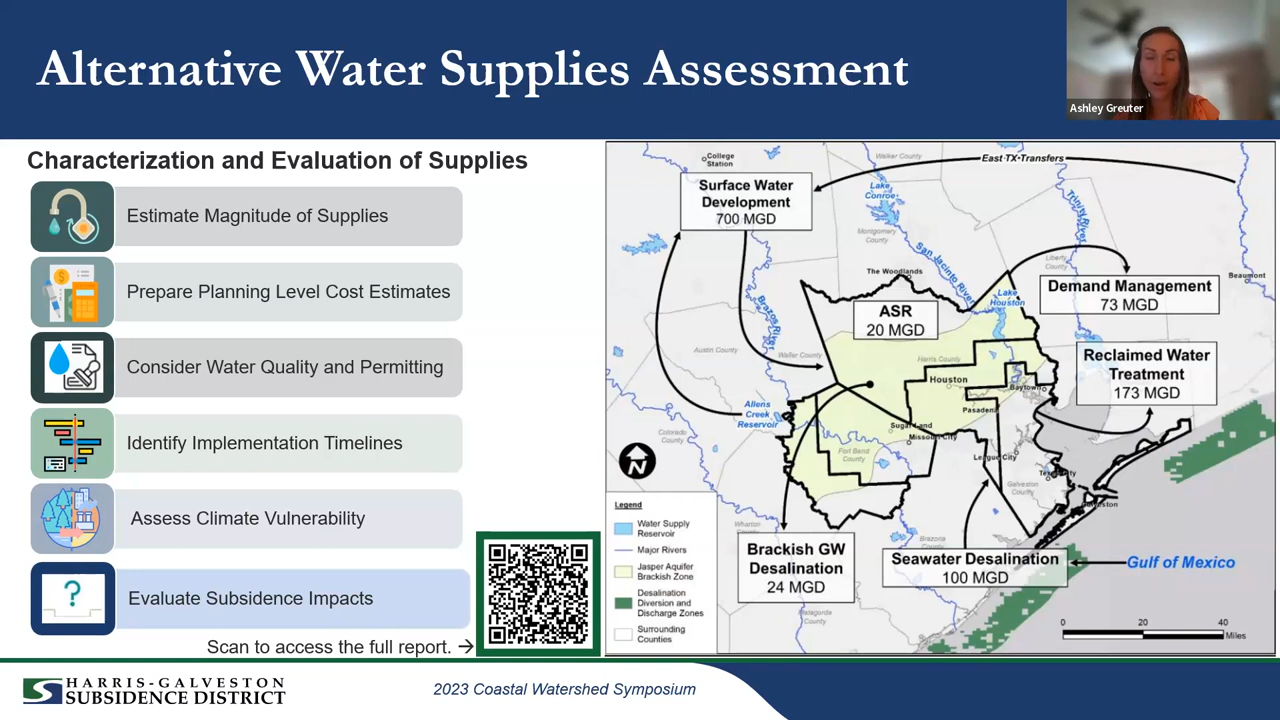 Alternative Water Supplies Assessment
Ashley Greuter
Characterization and Evaluation of Supplies
Estimate Magnitude of Supplies
Prepare Planning Level Cost Estimates
Consider Water Quality and Permitting
Identify Implementation Timelines
Assess Climate Vulnerability
?
Evaluate Subsidence Impacts
Scan to access the full report. →
College
Station
Walker County
East TX Transfers
Surface Water
Development
700 MGD
Lake
Conroe
Montgomery
County
Trinity River
San Jacinto River
Liberty
County
The Woodlands
Beaumont
Lake
Houston
Demand Management
73 MGD
ASR
20 MGD
Brazos River
Austin County
Waller County
Harris County
Houston
Baytown
Reclaimed Water
Treatment
173 MGD
Pasadena
Allens
Creek
Reservoir
Sugar Land
Missouri City
Colorado
County
Fort Bend
County
League City
Galveston
County
N
Legend
Water Supply
Reservoir
Major Rivers
Jasper Aquifer
Brackish Zone
Desalination
Diversion and
Discharge Zones
Surrounding
Counties
Wharton
County
Brazoria
County
Galveston
Brackish GW
Desalination
24 MGD
Seawater Desalination
100 MGD
Gulf of Mexico
Matagorda
County
0 20 40
Miles
HARRIS-GALVESTON
SUBSIDENCE DISTRICT
2023 Coastal Watershed Symposium